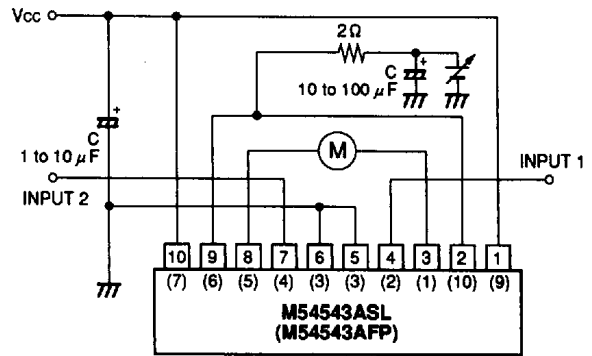 Vcc
2Ω
+
C
10 to 100 μF
+
C
1 to 10 μF
M
INPUT 1
INPUT 2
10 9 8 7 6 5 4 3 2 1
(7) (6) (5) (4) (3) (3) (2) (1) (10) (9)
M54543ASL
(M54543AFP)